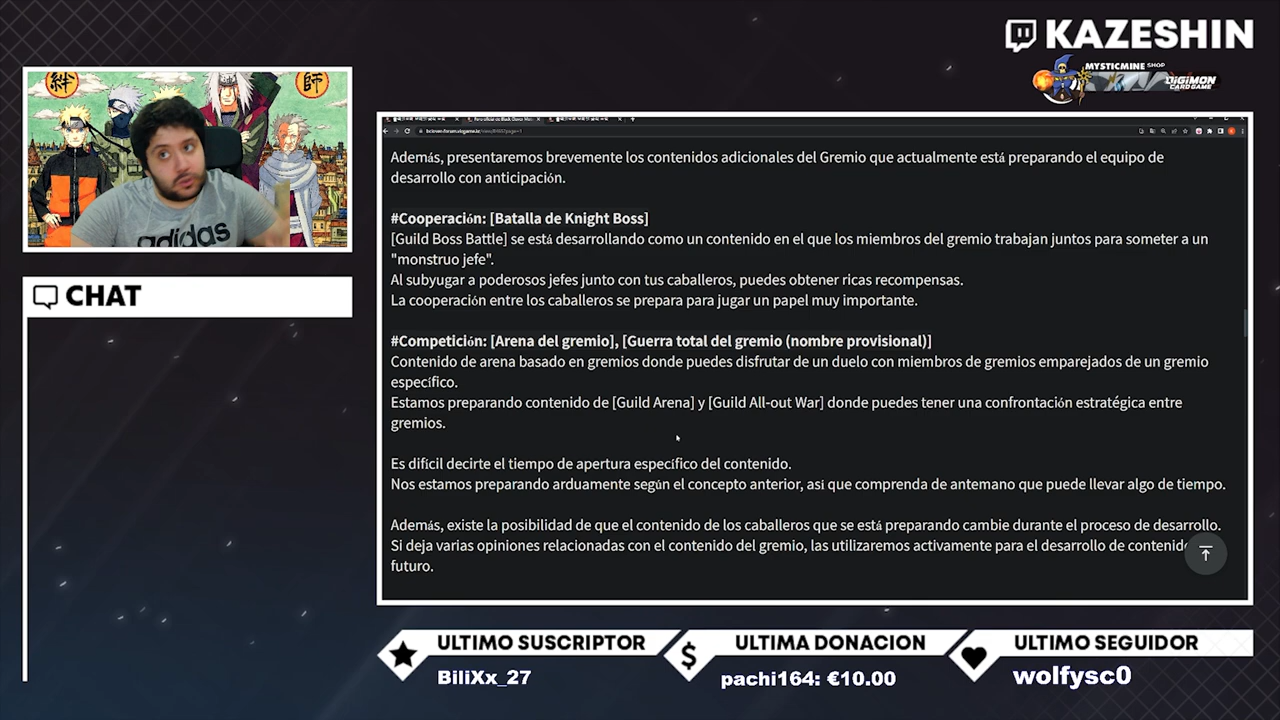 KAZESHIN
MYSTICMINE SHOP
DIGIMON
CARD GAME
絆
師
adidas
CHAT
Además, presentaremos brevemente los contenidos adicionales del Gremio que actualmente está preparando el equipo de
desarrollo con anticipación.
#Cooperación: [Batalla de Knight Boss]
[Guild Boss Battle] se está desarrollando como un contenido en el que los miembros del gremio trabajan juntos para someter a un
"monstruo jefe".
Al subyugar a poderosos jefes junto con tus caballeros, puedes obtener ricas recompensas.
La cooperación entre los caballeros se prepara para jugar un papel muy importante.
#Competición: [Arena del gremio], [Guerra total del gremio (nombre provisional)]
Contenido de arena basado en gremios donde puedes disfrutar de un duelo con miembros de gremios emparejados de un gremio
específico.
Estamos preparando contenido de [Guild Arena] y [Guild All-out War] donde puedes tener una confrontación estratégica entre
gremios.
Es difícil decirte el tiempo de apertura específico del contenido.
Nos estamos preparando arduamente según el concepto anterior, así que comprenda de antemano que puede llevar algo de tiempo.
Además, existe la posibilidad de que el contenido de los caballeros que se está preparando cambie durante el proceso de desarrollo.
Si deja varias opiniones relacionadas con el contenido del gremio, las utilizaremos activamente para el desarrollo de contenido
futuro.
ULTIMO SUSCRIPTOR
BiliXx_27
ULTIMA DONACION
pachi164: €10.00
ULTIMO SEGUIDOR
wolfysc0